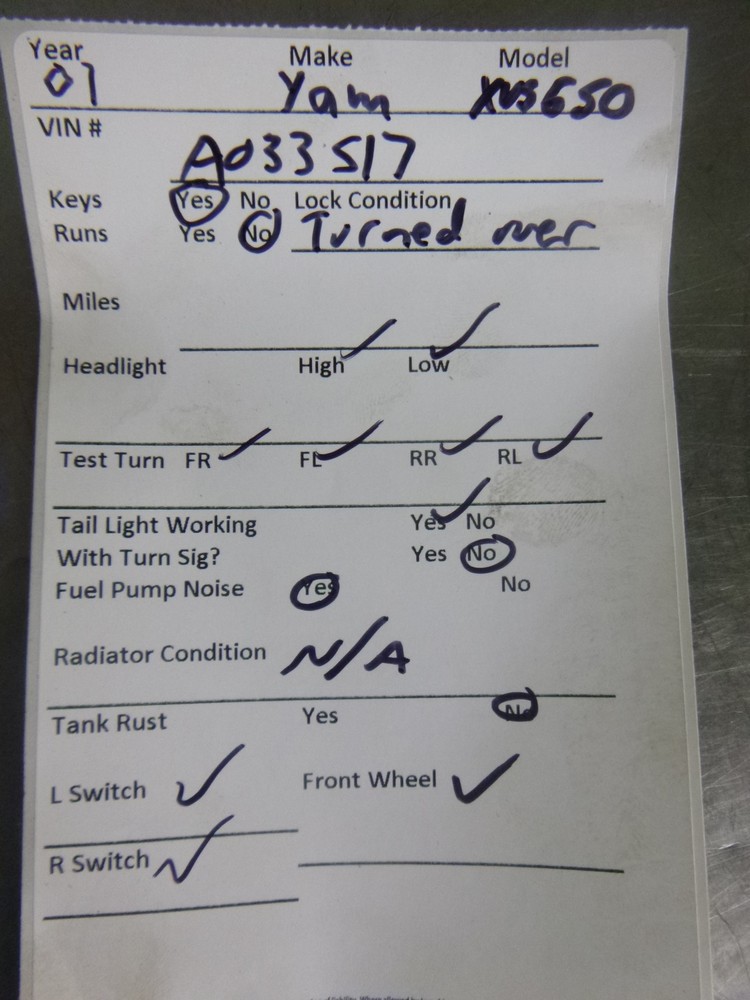 Year Make Model
01 Yam XVS650
VIN #
A033517
Keys Yes No Lock Condition
Runs Yes No Turned over
Miles
Headlight High Low
Test Turn FR FL RR RL
Tail Light Working Yes No
With Turn Sig? Yes No
Fuel Pump Noise Yes No
Radiator Condition N/A
Tank Rust Yes No
L Switch Front Wheel
R Switch